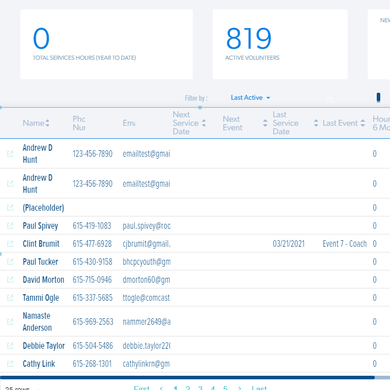 NEW
0
819
TOTAL SERVICES HOURS (YEAR TO DATE)
ACTIVE VOLUNTEERS
Filter by :
Last Active
Name
Phc
Nur
Ema
Next
Service
Date
Next
Event
Last
Service
Date
Last Event
Hours
6 Mo
Andrew D
Hunt
123-456-7890
emailtest@gmai
0
Andrew D
Hunt
123-456-7890
emailtest@gmai
0
(Placeholder)
0
Paul Spivey 615-419-1083 paul.spivey@roc 0
Clint Brumit 615-477-6928 cjbrumit@gmail. 03/21/2021 Event 7 - Coach 0
Paul Tucker 615-430-9158 bhcpcyouth@gm 0
David Morton 615-715-0946 dmorton60@gm 0
Tammi Ogle 615-337-5685 ttogle@comcast 0
Namaste
Anderson
615-969-2563
nammer2649@a
0
Debbie Taylor 615-504-5486 debbie.taylor22( 0
Cathy Link 615-268-1301 cathylinkrn@gm 0
25 rows
First ‹ 1 2 3 4 5 › Last